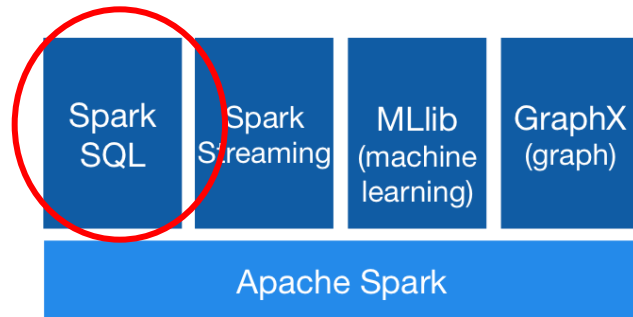 Spark
SQL
Spark
Streaming
MLlib
(machine
learning)
GraphX
(graph)
Apache Spark